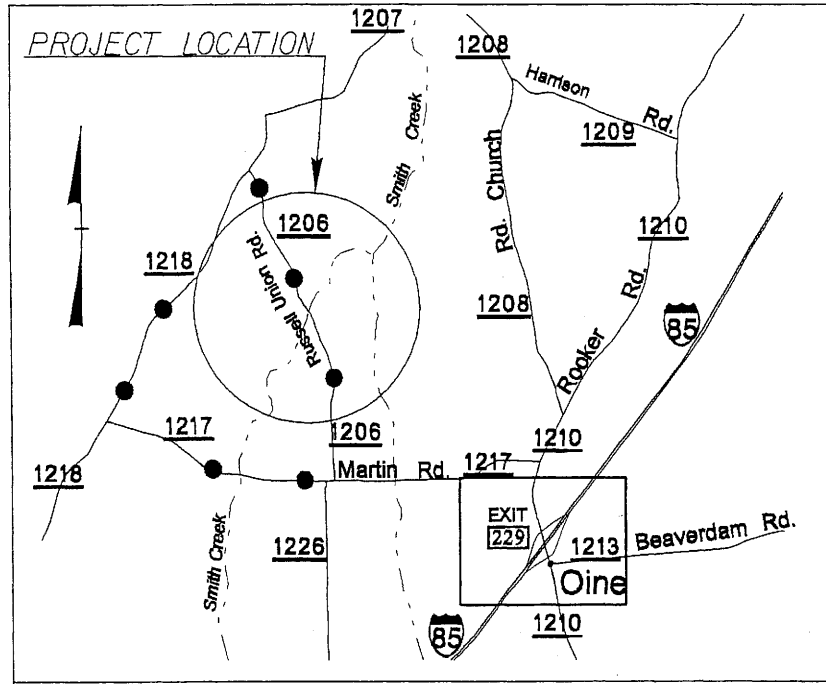 1207
PROJECT LOCATION
1208
Harrison
Rd.
1209
Smith Creek
Rd. Church
1206
1210
1218
Russell Union Rd.
Rd.
1208
85
Rooker
1217
1206
1210
1218
Martin Rd.
1217
EXIT
229
1226
1213
Beaverdam Rd.
Smith Creek
Oine
85
1210